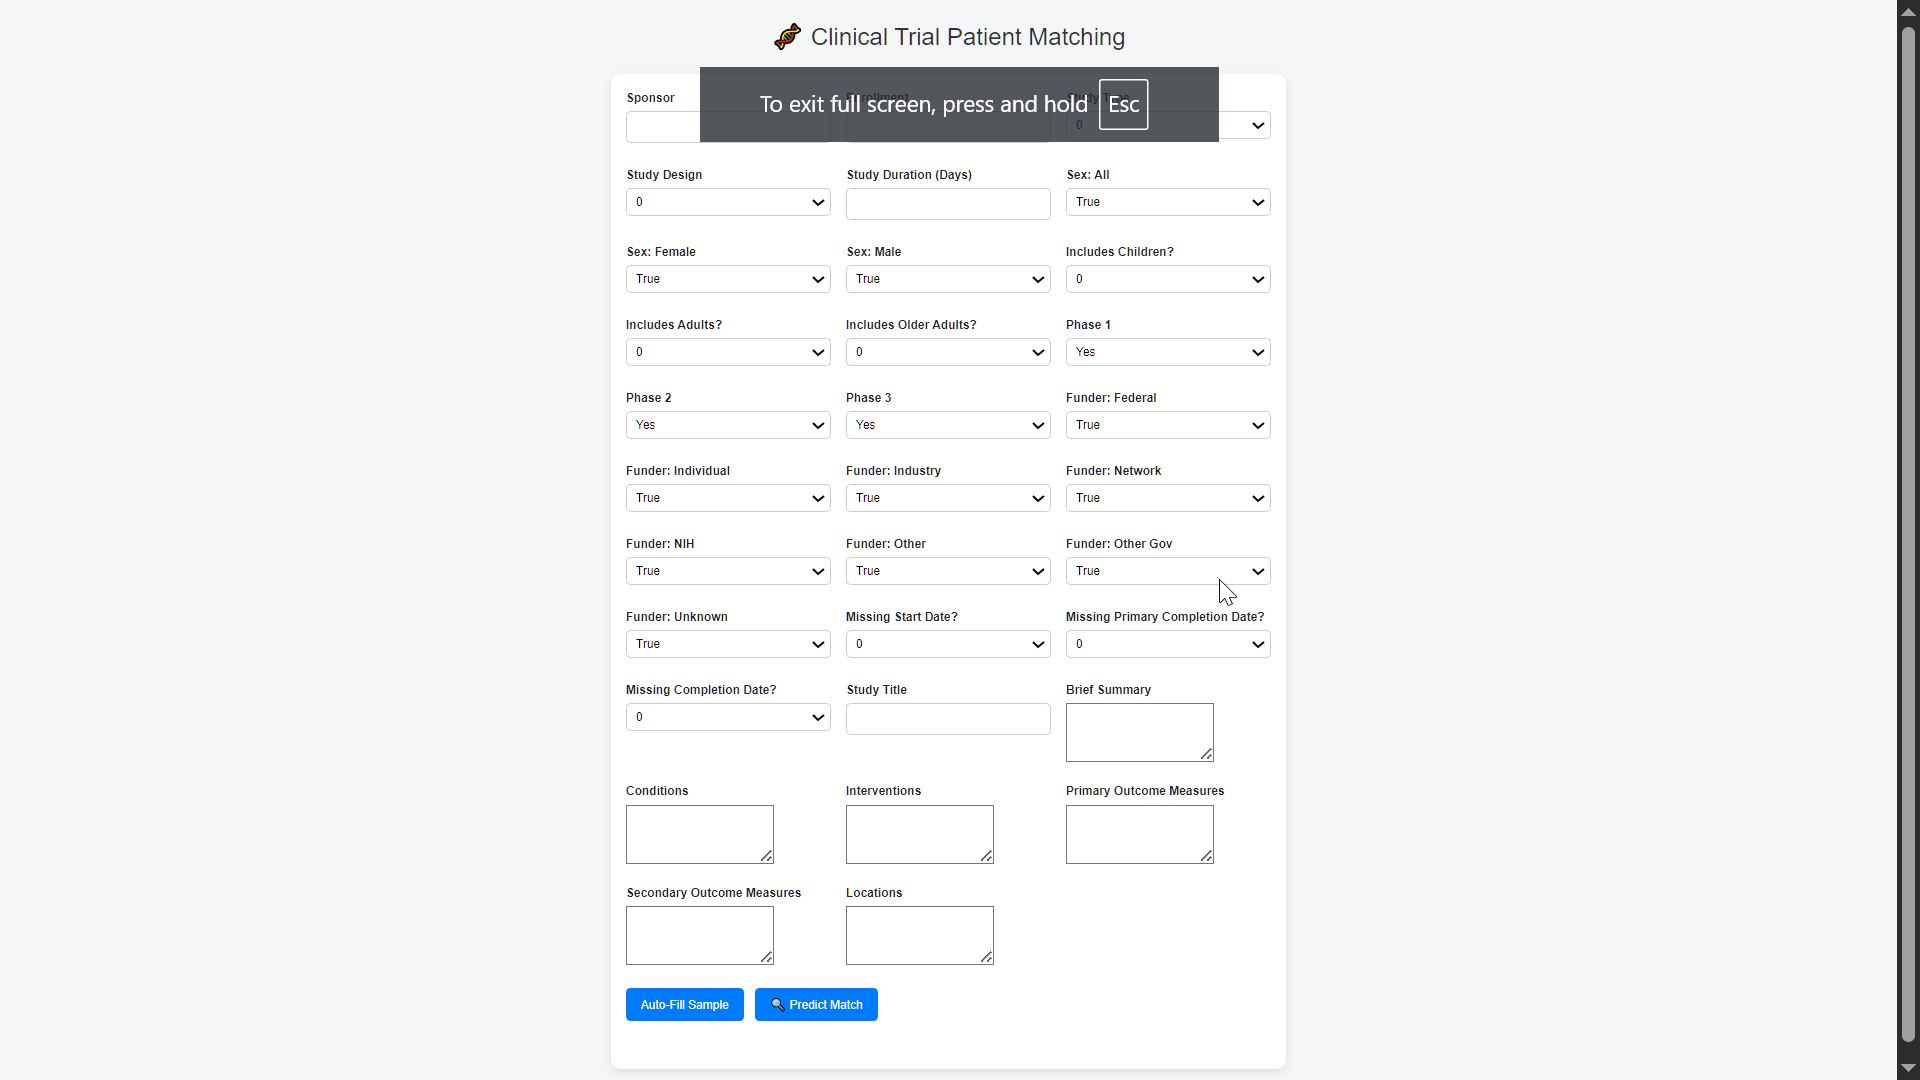 Clinical Trial Patient Matching
To exit full screen, press and hold Esc
Sponsor Enrollment Study Type
0
Study Design Study Duration (Days) Sex: All
0 True
Sex: Female Sex: Male Includes Children?
True True 0
Includes Adults? Includes Older Adults? Phase 1
0 0 Yes
Phase 2 Phase 3 Funder: Federal
Yes Yes True
Funder: Individual Funder: Industry Funder: Network
True True True
Funder: NIH Funder: Other Funder: Other Gov
True True True
Funder: Unknown Missing Start Date? Missing Primary Completion Date?
True 0 0
Missing Completion Date? Study Title Brief Summary
0
Conditions Interventions Primary Outcome Measures
Secondary Outcome Measures Locations
Auto-Fill Sample Predict Match